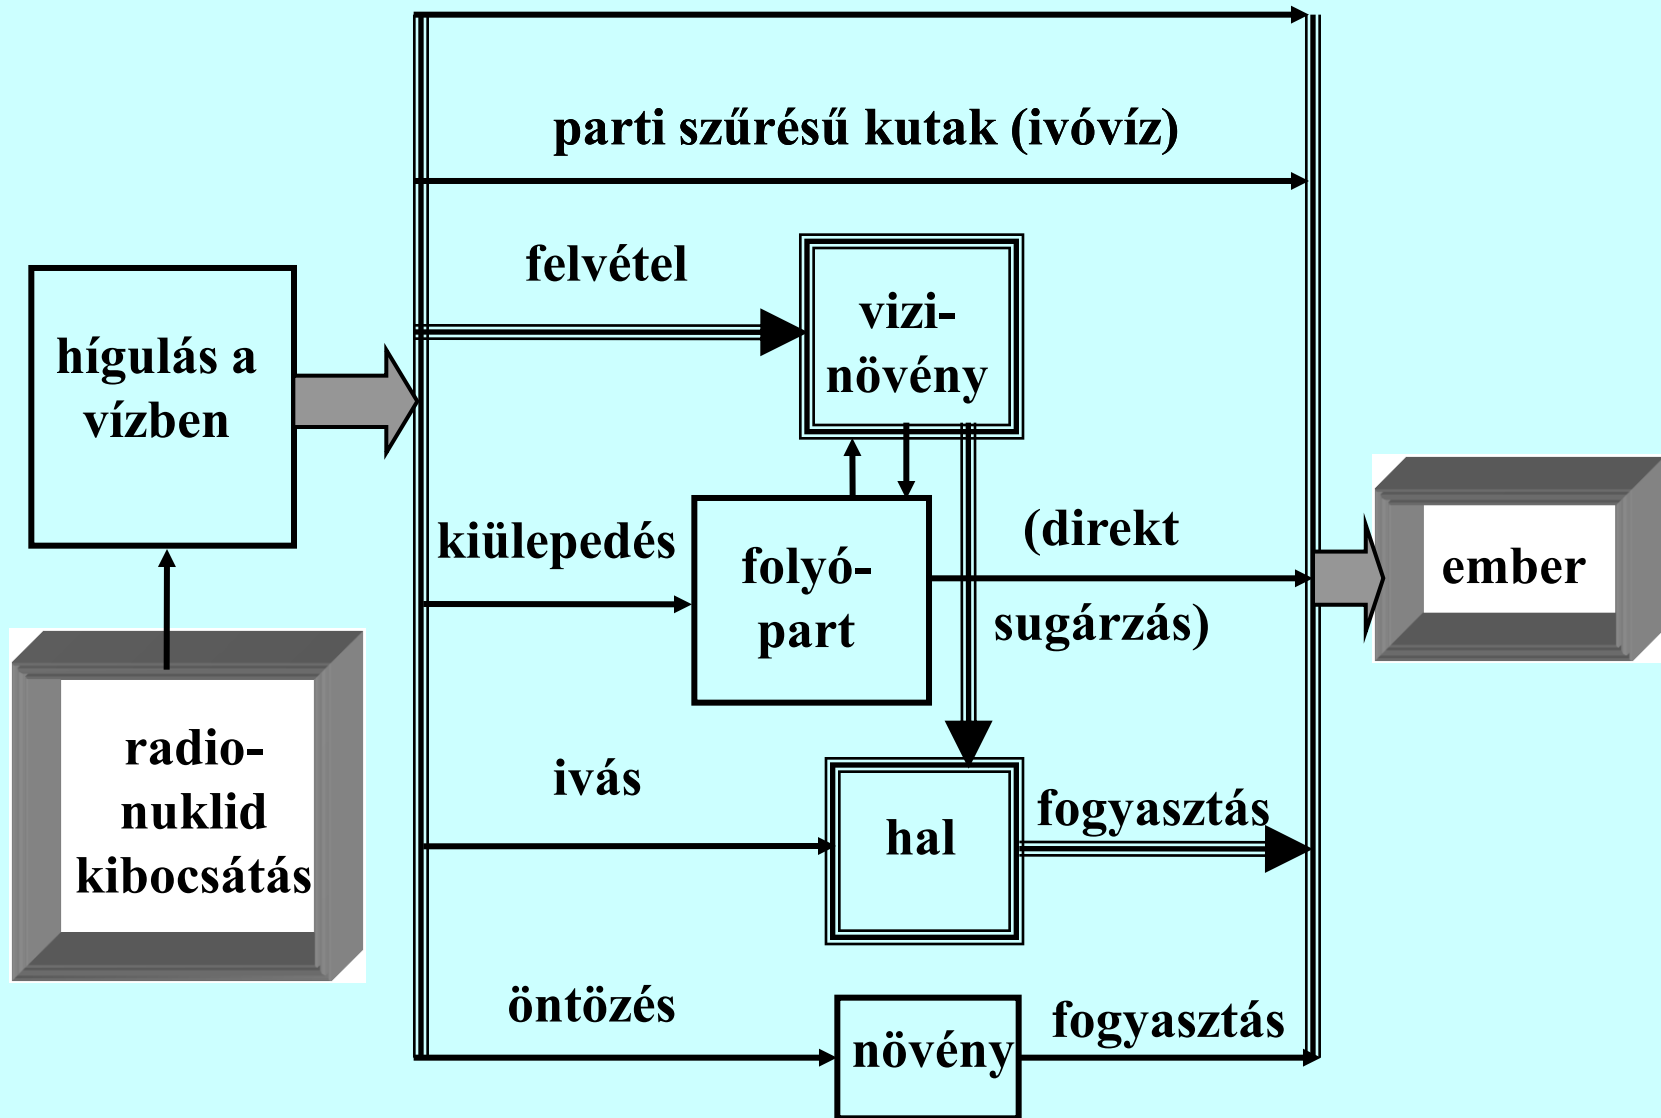 parti szűrésű kutak (ivóvíz)
felvétel
vizi-
növény
hígulás a
vízben
kiülepedés
folyó-
part
(direkt
sugárzás)
ember
radio-
nuklid
kibocsátás
ivás
hal
fogyasztás
öntözés
növény
fogyasztás